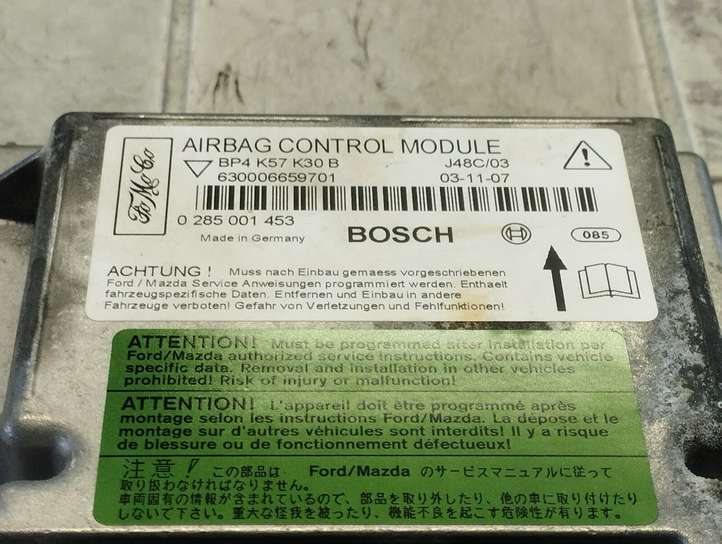 AIRBAG CONTROL MODULE
BP4 K57 K30 B J48C/03
630006659701 03-11-07
FoMoCo
0 285 001 453
Made in Germany BOSCH 085
ACHTUNG ! Muss nach Einbau gemaess vorgeschriebenen
Ford / Mazda Service Anweisungen programmiert werden. Enthaelt
fahrzeugspezifische Daten. Entfernen und Einbau in andere
Fahrzeuge verboten! Gefahr von Verletzungen und Fehlfunktionen!
ATTENTION! Must be programmed after installation per
Ford/Mazda authorized service instructions. Contains vehicle
specific data. Removal and installation in other vehicles
prohibited! Risk of injury or malfunction!
ATTENTION! L'appareil doit être programmé après
montage selon les instructions Ford/Mazda. La dépose et le
montage sur d'autres véhicules sont interdits! Il y a risque
de blessure ou de fonctionnement défectueux!
注意! この部品は Ford/Mazda のサービスマニュアルに従って
取り扱わなければなりません。
車両固有の情報が含まれているので、部品を取り外したり、他の車に取り付けたり
しないで下さい。重大な怪我を被ったり、機能不良を起こす危険性が有ります。